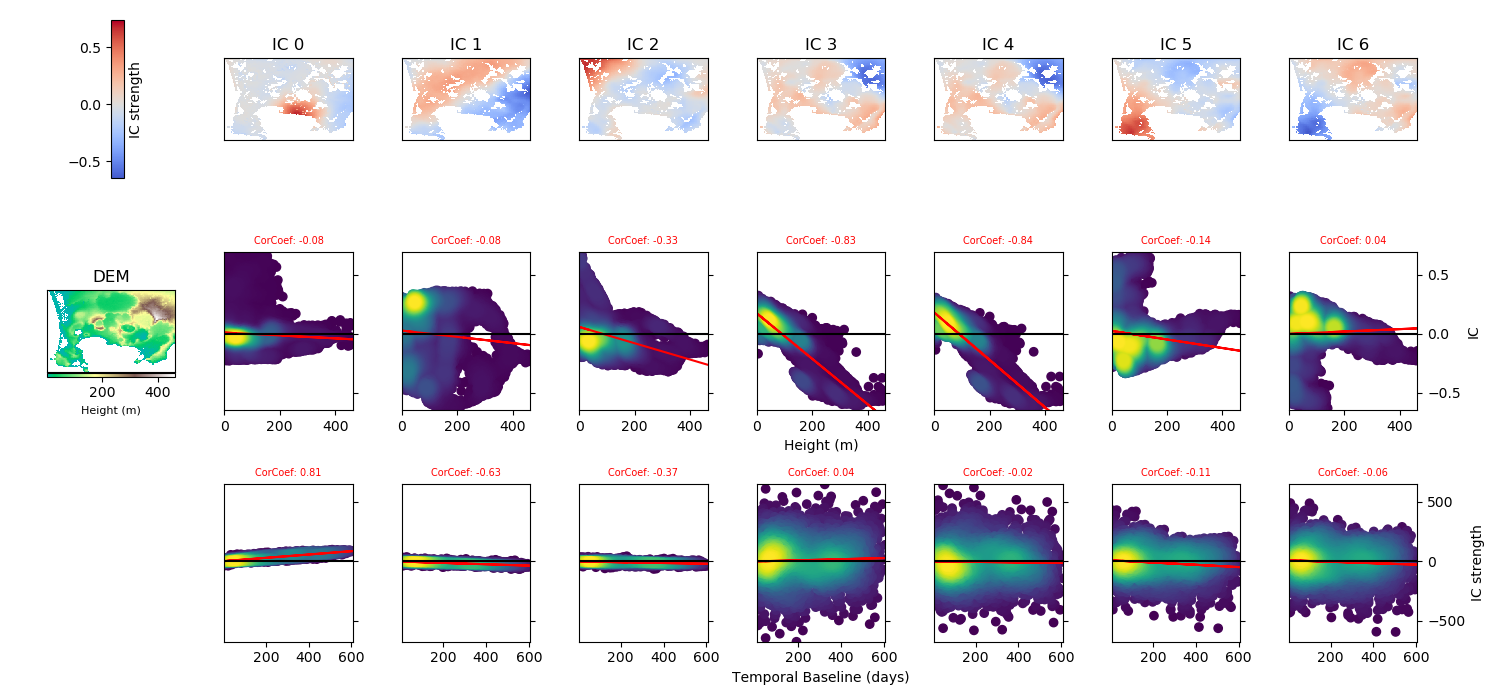 IC 0 IC 1 IC 2 IC 3 IC 4 IC 5 IC 6
0.5
0.0
−0.5
IC strength
CorCoef: -0.08 CorCoef: -0.08 CorCoef: -0.33 CorCoef: -0.83 CorCoef: -0.84 CorCoef: -0.14 CorCoef: 0.04
DEM
200 400
Height (m)
0.5
0.0
−0.5
IC
0 200 400 0 200 400 0 200 400 0 200 400 0 200 400 0 200 400 0 200 400
Height (m)
CorCoef: 0.81 CorCoef: -0.63 CorCoef: -0.37 CorCoef: 0.04 CorCoef: -0.02 CorCoef: -0.11 CorCoef: -0.06
500
0
−500
IC strength
200 400 600 200 400 600 200 400 600 200 400 600 200 400 600 200 400 600 200 400 600
Temporal Baseline (days)